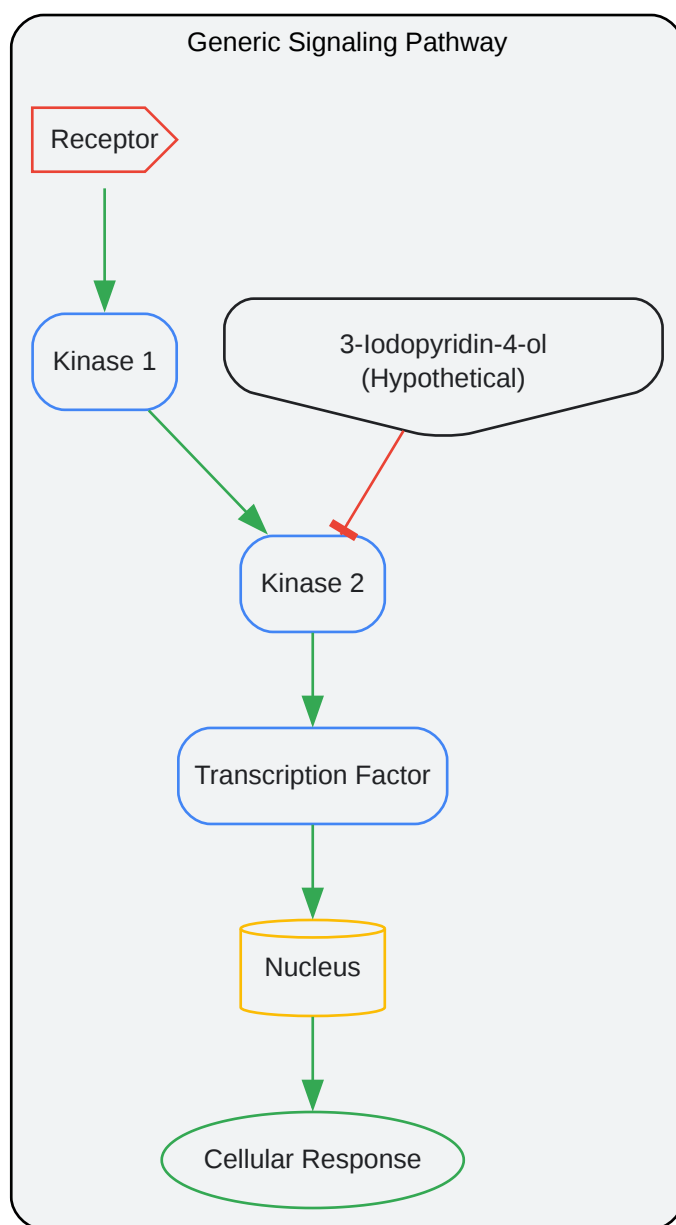 Generic Signaling Pathway
Receptor
Kinase 1
3-Iodopyridin-4-ol
(Hypothetical)
Kinase 2
Transcription Factor
Nucleus
Cellular Response